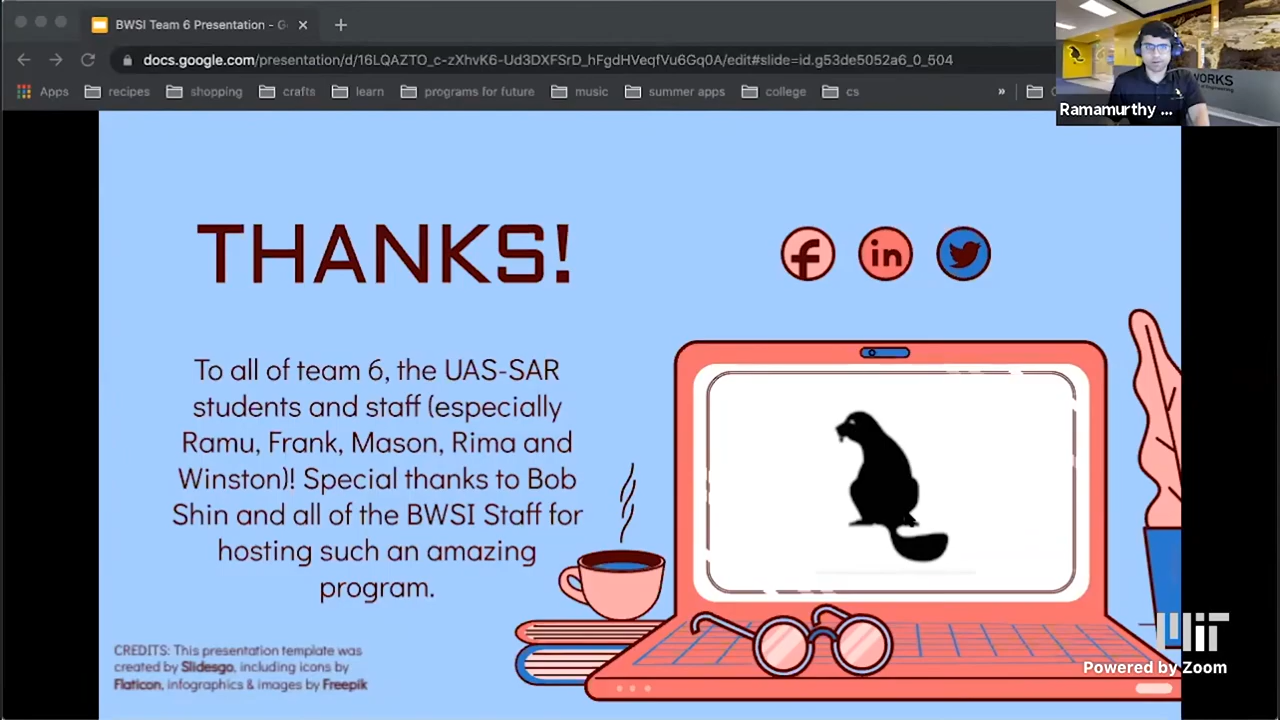 BWSI Team 6 Presentation - G
docs.google.com/presentation/d/16LQAZTO_c-zXhvK6-Ud3DXFSrD_hFgdHVeqfVu6Gq0A/edit#slide=id.g53de5052a6_0_504
Apps recipes shopping crafts learn programs for future music summer apps college cs »
WORKS
Ramamurthy ...
THANKS!
f in
To all of team 6, the UAS-SAR
students and staff (especially
Ramu, Frank, Mason, Rima and
Winston)! Special thanks to Bob
Shin and all of the BWSI Staff for
hosting such an amazing
program.
CREDITS: This presentation template was
created by Slidesgo, including icons by
Flaticon, infographics & images by Freepik
MIT
Powered by Zoom